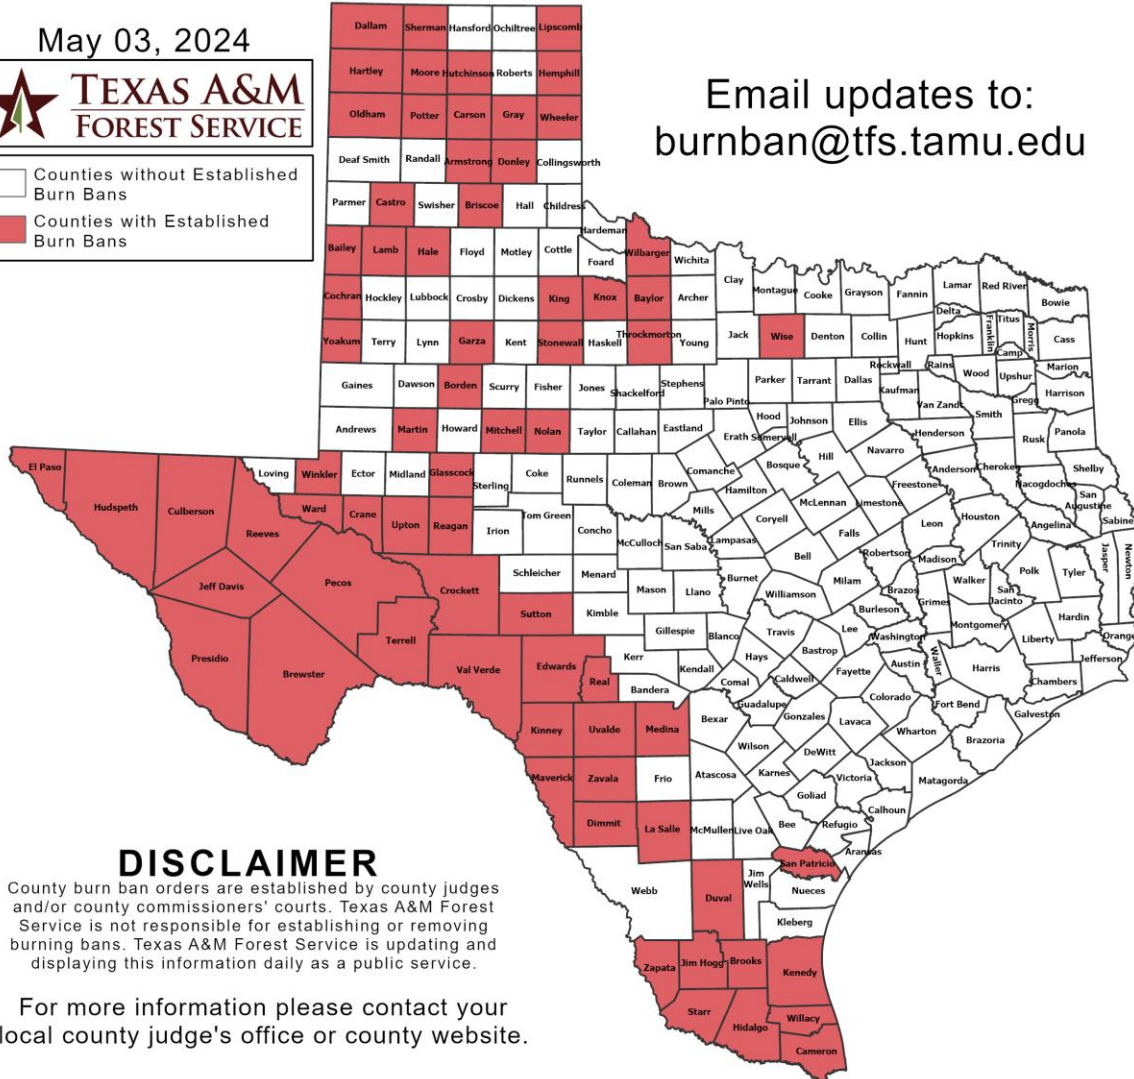 May 03, 2024
TEXAS A&M
FOREST SERVICE
Counties without Established
Burn Bans
Counties with Established
Burn Bans
Email updates to:
burnban@tfs.tamu.edu
Dallam Sherman Hansford Ochiltree Lipscomb
Hartley Moore Hutchinson Roberts Hemphill
Oldham Potter Carson Gray Wheeler
Deaf Smith Randall Armstrong Donley Collingsworth
Parmer Castro Swisher Briscoe Hall Childress
Hardeman
Bailey Lamb Hale Floyd Motley Cottle Foard Wilbarger Wichita
Clay Montague Cooke Grayson Fannin Lamar Red River Bowie
Cochran Hockley Lubbock Crosby Dickens King Knox Baylor Archer
Delta Titus Franklin Morris
Yoakum Terry Lynn Garza Kent Stonewall Haskell Throckmorton Young Jack Wise Denton Collin Hunt Hopkins Cass
Camp
Rockwall Rains Wood Upshur Marion
Gaines Dawson Borden Scurry Fisher Jones Shackelford Stephens Palo Pinto Parker Tarrant Dallas Kaufman Van Zandt Gregg Harrison
Smith
Andrews Martin Howard Mitchell Nolan Taylor Callahan Eastland Erath Somervell Hood Johnson Ellis Henderson Rusk Panola
El Paso Loving Winkler Ector Midland Glasscock Sterling Coke Runnels Coleman Brown Comanche Bosque Hill Navarro Anderson Cherokee Nacogdoches Shelby
Hamilton Freestone San
Augustine
Hudspeth Culberson Reeves Ward Crane Upton Reagan Irion Tom Green Concho McCulloch San Saba Mills Lampasas Coryell McLennan Limestone Falls Leon Houston Angelina Sabine
Trinity
Jeff Davis Pecos Crockett Schleicher Menard Mason Llano Burnet Bell Milam Robertson Madison Walker Polk Tyler Jasper Newton
San
Jacinto
Sutton Kimble Williamson Brazos Grimes Burleson
Presidio Brewster Terrell Val Verde Edwards Real Kerr Gillespie Blanco Travis Lee Washington Montgomery Liberty Hardin Orange
Bandera Kendall Hays Bastrop Fayette Austin Waller Harris Jefferson Chambers
Comal Caldwell
Kinney Uvalde Medina Bexar Guadalupe Gonzales Lavaca Colorado Fort Bend Galveston
Wilson Wharton Brazoria
Maverick Zavala Frio Atascosa Karnes DeWitt Victoria Jackson Matagorda
Goliad Calhoun
Dimmit La Salle McMullen Live Oak Bee Refugio
Aransas
San Patricio
Webb Duval Jim
Wells Nueces
Kleberg
Zapata Jim Hogg Brooks Kenedy
Starr Hidalgo Willacy
Cameron
DISCLAIMER
County burn ban orders are established by county judges
and/or county commissioners' courts. Texas A&M Forest
Service is not responsible for establishing or removing
burning bans. Texas A&M Forest Service is updating and
displaying this information daily as a public service.
For more information please contact your
local county judge's office or county website.